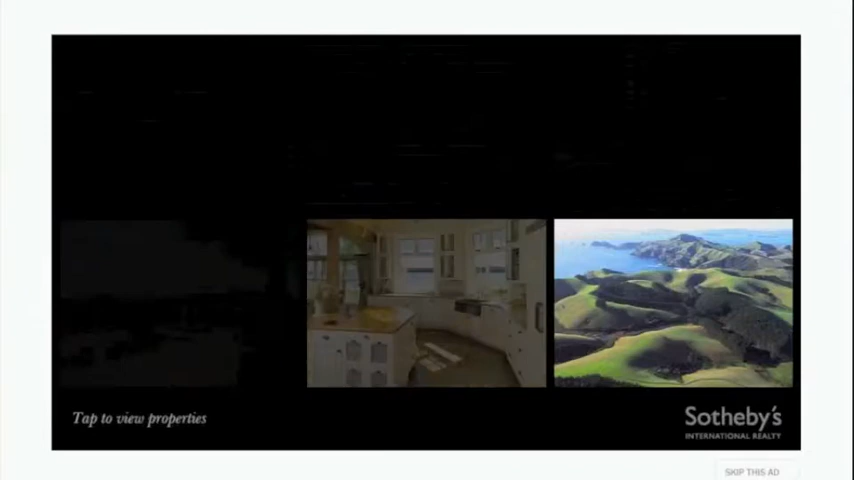 Tap to view properties
Sotheby's
INTERNATIONAL REALTY
SKIP THIS AD